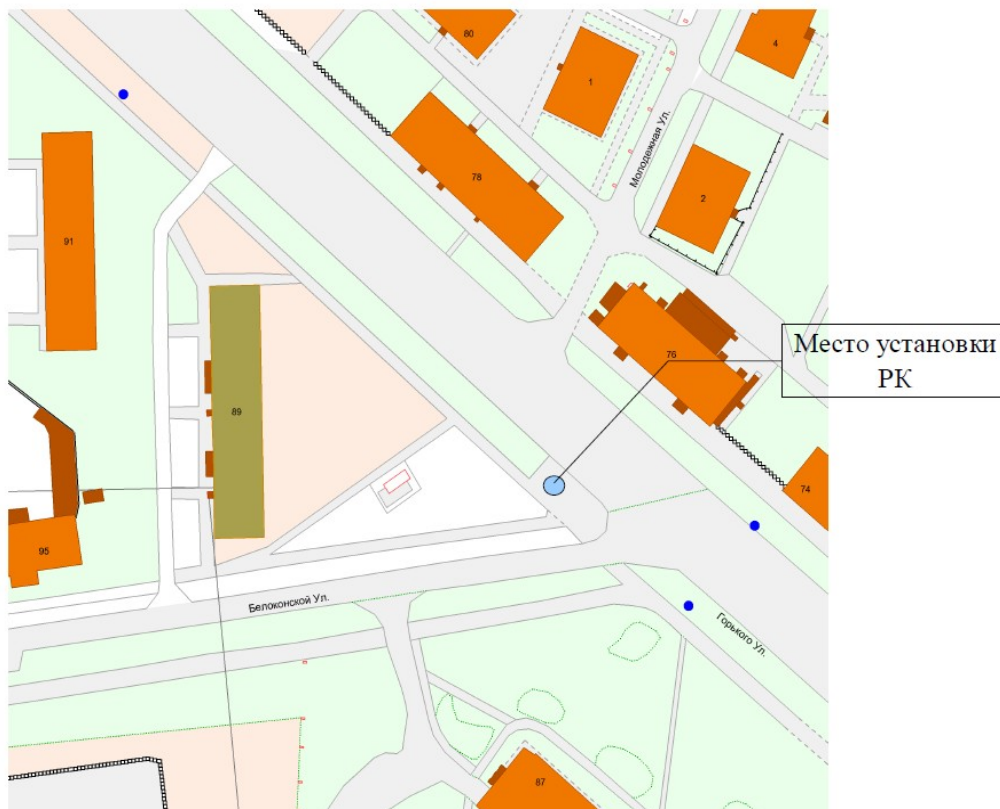 80
4
1
Молодежная Ул.
78
2
91
Место установки
РК
76
89
74
95
Белоконской Ул.
Горького Ул.
87